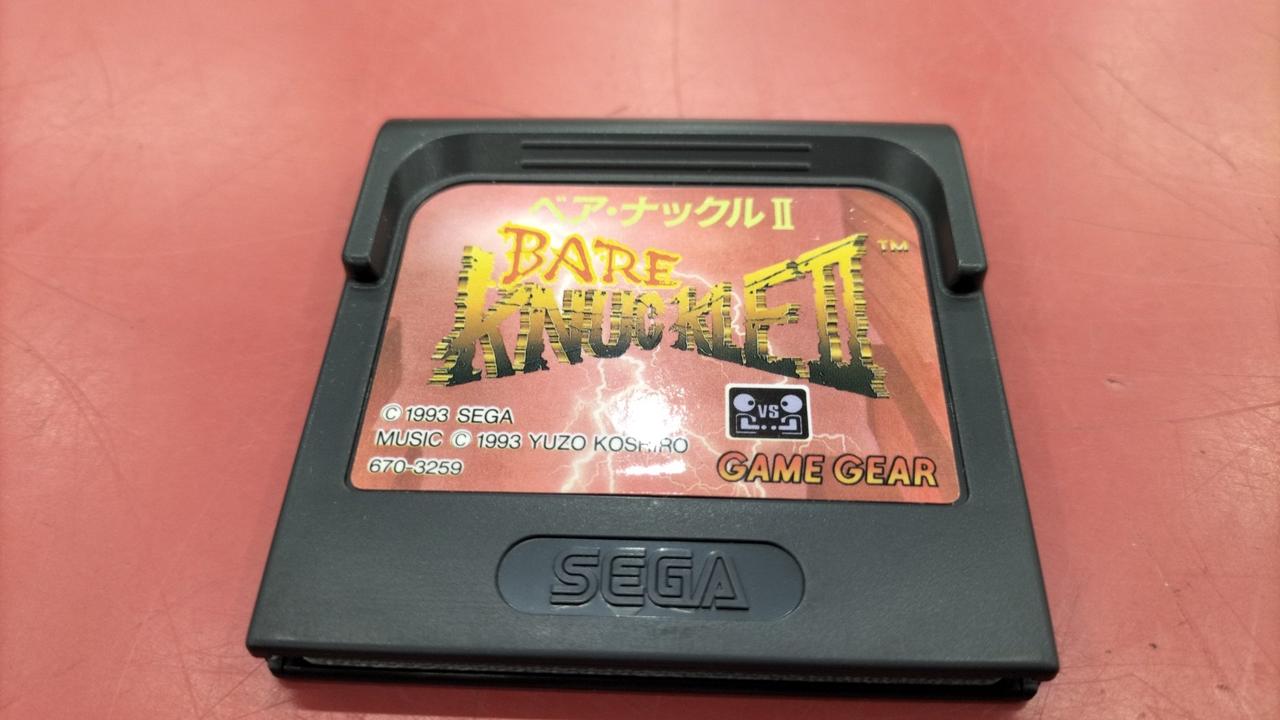 ベア・ナックルⅡ
BARE
KNUCKLE II ™
© 1993 SEGA
MUSIC © 1993 YUZO KOSHIRO
670-3259
VS
GAME GEAR
SEGA